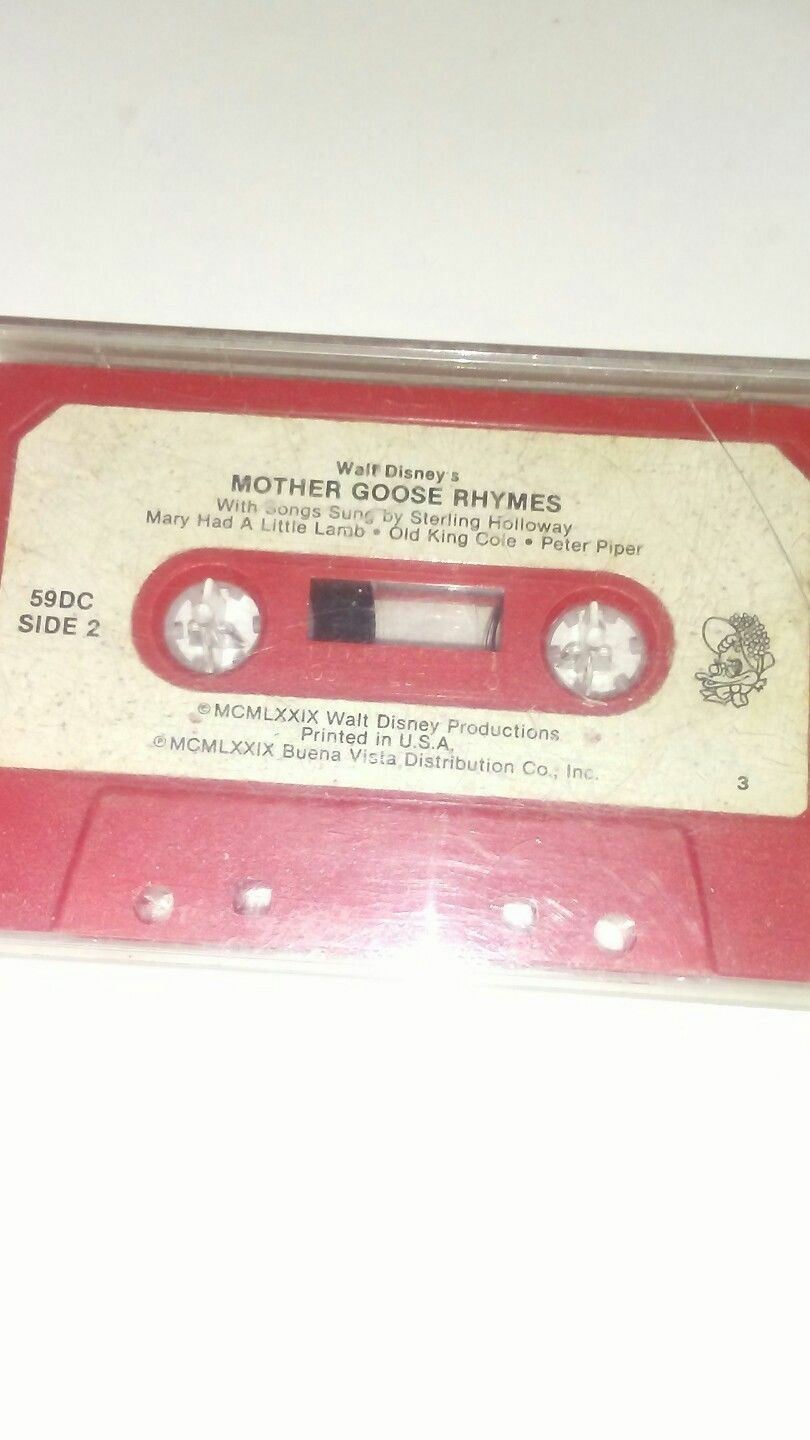 Walt Disney's
MOTHER GOOSE RHYMES
With Songs Sung by Sterling Holloway
Mary Had A Little Lamb • Old King Cole • Peter Piper
59DC
SIDE 2
©MCMLXXIX Walt Disney Productions
Printed in U.S.A.
℗MCMLXXIX Buena Vista Distribution Co., Inc.
3